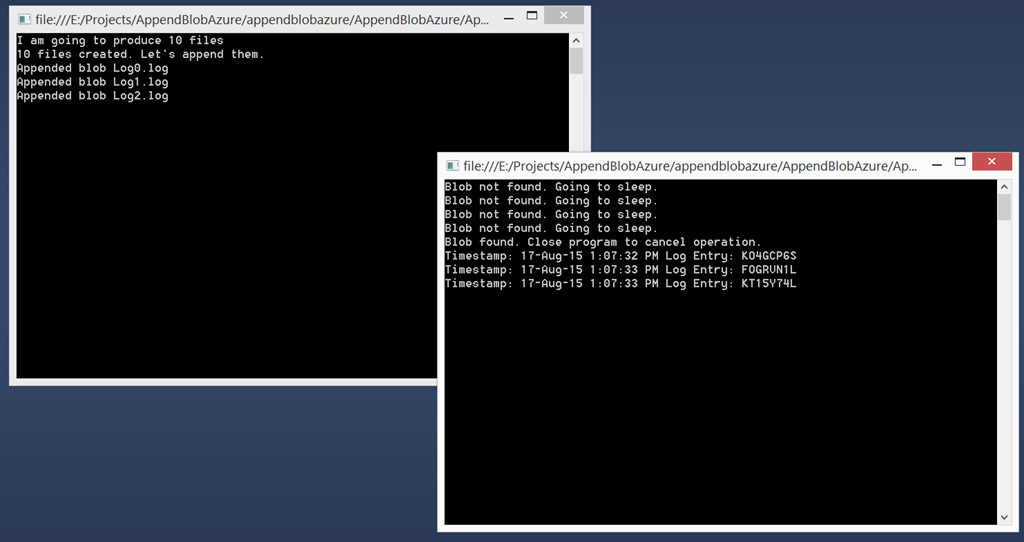 file:///E:/Projects/AppendBlobAzure/appendblobazure/AppendBlobAzure/Ap...
I am going to produce 10 files
10 files created. Let's append them.
Appended blob Log0.log
Appended blob Log1.log
Appended blob Log2.log
file:///E:/Projects/AppendBlobAzure/appendblobazure/AppendBlobAzure/Ap...
Blob not found. Going to sleep.
Blob not found. Going to sleep.
Blob not found. Going to sleep.
Blob not found. Going to sleep.
Blob found. Close program to cancel operation.
Timestamp: 17-Aug-15 1:07:32 PM Log Entry: KO4GCP6S
Timestamp: 17-Aug-15 1:07:33 PM Log Entry: FOGRUN1L
Timestamp: 17-Aug-15 1:07:33 PM Log Entry: KT15Y74L